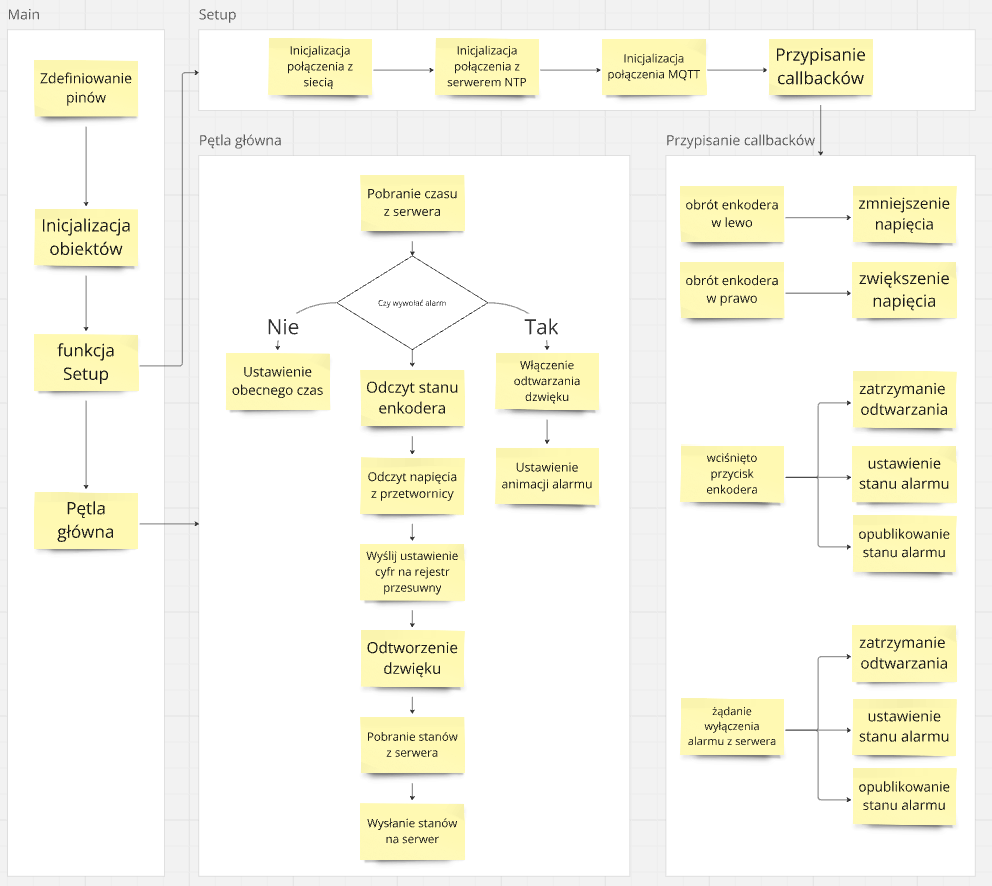 Main
Zdefiniowanie
pinów
Inicjalizacja
obiektów
funkcja
Setup
Pętla
główna
Setup
Inicjalizacja
połączenia z
siecią
Inicjalizacja
połączenia z
serwerem NTP
Inicjalizacja
połączenia MQTT
Przypisanie
callbacków
Pętla główna
Pobranie czasu
z serwera
Czy wywołać alarm
Nie
Tak
Ustawienie
obecnego czas
Włączenie
odtwarzania
dzwięku
Ustawienie
animacji alarmu
Odczyt stanu
enkodera
Odczyt napięcia
z przetwornicy
Wyślij ustawienie
cyfr na rejestr
przesuwny
Odtworzenie
dzwięku
Pobranie stanów
z serwera
Wysłanie stanów
na serwer
Przypisanie callbacków
obrót enkodera
w lewo
zmniejszenie
napięcia
obrót enkodera
w prawo
zwiększenie
napięcia
wciśnięto
przycisk
enkodera
zatrzymanie
odtwarzania
ustawienie
stanu alarmu
opublikowanie
stanu alarmu
żądanie
wyłączenia
alarmu z serwera
zatrzymanie
odtwarzania
ustawienie
stanu alarmu
opublikowanie
stanu alarmu